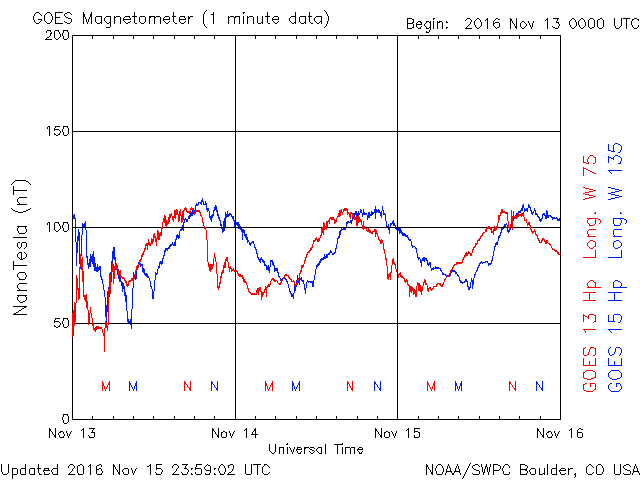 GOES Magnetometer (1 minute data)
Begin: 2016 Nov 13 0000 UTC
200
150
100
50
0
NanoTesla (nT)
M M N N M M N N M M N N
Nov 13 Nov 14 Nov 15 Nov 16
Universal Time
GOES 13 Hp Long. W 75
GOES 15 Hp Long. W 135
Updated 2016 Nov 15 23:59:02 UTC
NOAA/SWPC Boulder, CO USA